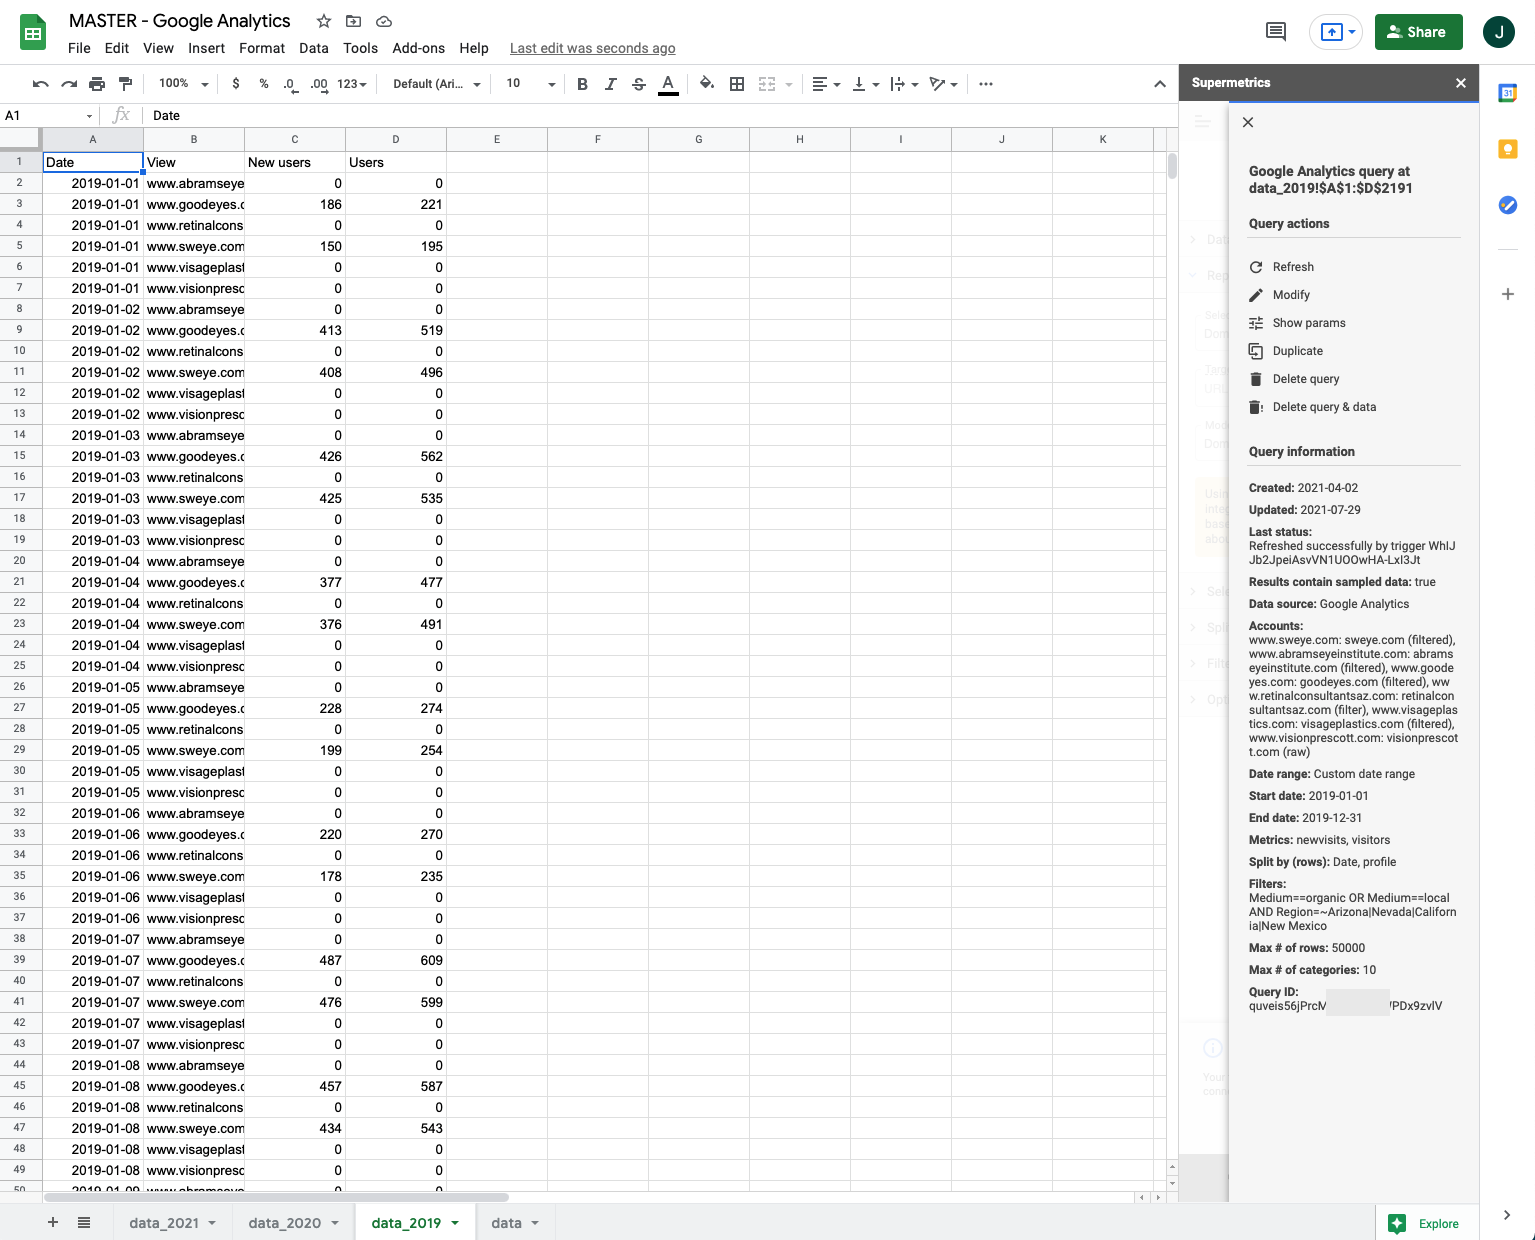 MASTER - Google Analytics
File Edit View Insert Format Data Tools Add-ons Help Last edit was seconds ago
Share J
100% $ % .0 .00 123 Default (Ari... 10 B I S A
Supermetrics
31
A1 fx Date
A B C D E F G H I J K
1 Date View New users Users
2 2019-01-01 www.abramseye 0 0
3 2019-01-01 www.goodeyes.c 186 221
4 2019-01-01 www.retinalcons 0 0
5 2019-01-01 www.sweye.com 150 195
6 2019-01-01 www.visageplast 0 0
7 2019-01-01 www.visionpresc 0 0
8 2019-01-02 www.abramseye 0 0
9 2019-01-02 www.goodeyes.c 413 519
10 2019-01-02 www.retinalcons 0 0
11 2019-01-02 www.sweye.com 408 496
12 2019-01-02 www.visageplast 0 0
13 2019-01-02 www.visionpresc 0 0
14 2019-01-03 www.abramseye 0 0
15 2019-01-03 www.goodeyes.c 426 562
16 2019-01-03 www.retinalcons 0 0
17 2019-01-03 www.sweye.com 425 535
18 2019-01-03 www.visageplast 0 0
19 2019-01-03 www.visionpresc 0 0
20 2019-01-04 www.abramseye 0 0
21 2019-01-04 www.goodeyes.c 377 477
22 2019-01-04 www.retinalcons 0 0
23 2019-01-04 www.sweye.com 376 491
24 2019-01-04 www.visageplast 0 0
25 2019-01-04 www.visionpresc 0 0
26 2019-01-05 www.abramseye 0 0
27 2019-01-05 www.goodeyes.c 228 274
28 2019-01-05 www.retinalcons 0 0
29 2019-01-05 www.sweye.com 199 254
30 2019-01-05 www.visageplast 0 0
31 2019-01-05 www.visionpresc 0 0
32 2019-01-06 www.abramseye 0 0
33 2019-01-06 www.goodeyes.c 220 270
34 2019-01-06 www.retinalcons 0 0
35 2019-01-06 www.sweye.com 178 235
36 2019-01-06 www.visageplast 0 0
37 2019-01-06 www.visionpresc 0 0
38 2019-01-07 www.abramseye 0 0
39 2019-01-07 www.goodeyes.c 487 609
40 2019-01-07 www.retinalcons 0 0
41 2019-01-07 www.sweye.com 476 599
42 2019-01-07 www.visageplast 0 0
43 2019-01-07 www.visionpresc 0 0
44 2019-01-08 www.abramseye 0 0
45 2019-01-08 www.goodeyes.c 457 587
46 2019-01-08 www.retinalcons 0 0
47 2019-01-08 www.sweye.com 434 543
48 2019-01-08 www.visageplast 0 0
49 2019-01-08 www.visionpresc 0 0
50 2019-01-09 www.abramseye 0 0
Google Analytics query at
data_2019!$A$1:$D$2191
Query actions
Refresh
Modify
Show params
Duplicate
Delete query
Delete query & data
Query information
Created: 2021-04-02
Updated: 2021-07-29
Last status:
Refreshed successfully by trigger WhlJ
Jb2JpeiAsvVN1UOOwHA-LxI3Jt
Results contain sampled data: true
Data source: Google Analytics
Accounts:
www.sweye.com: sweye.com (filtered),
www.abramseyeinstitute.com: abrams
eyeinstitute.com (filtered), www.goode
yes.com: goodeyes.com (filtered), ww
w.retinalconsultantsaz.com: retinalcon
sultantsaz.com (filter), www.visageplas
tics.com: visageplastics.com (filtered),
www.visionprescott.com: visionprescot
t.com (raw)
Date range: Custom date range
Start date: 2019-01-01
End date: 2019-12-31
Metrics: newvisits, visitors
Split by (rows): Date, profile
Filters:
Medium==organic OR Medium==local
AND Region=~Arizona|Nevada|Californ
ia|New Mexico
Max # of rows: 50000
Max # of categories: 10
Query ID:
quveis56jPrcM /PDx9zvIV
data_2021 data_2020 data_2019 data Explore